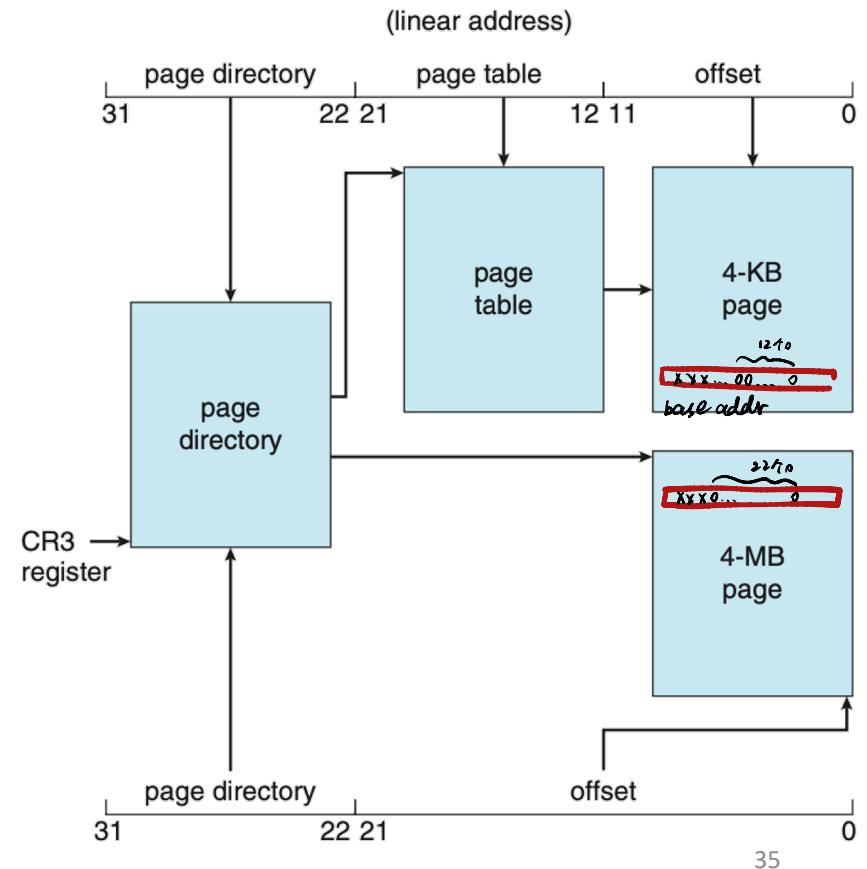 (linear address)
page directory
page table
offset
31
22 21
12 11
0
page
table
4-KB
page
12个0
xxx...00....0
base addr
page
directory
22个0
xxx0...0
CR3
register
4-MB
page
page directory
offset
31
22 21
0
35